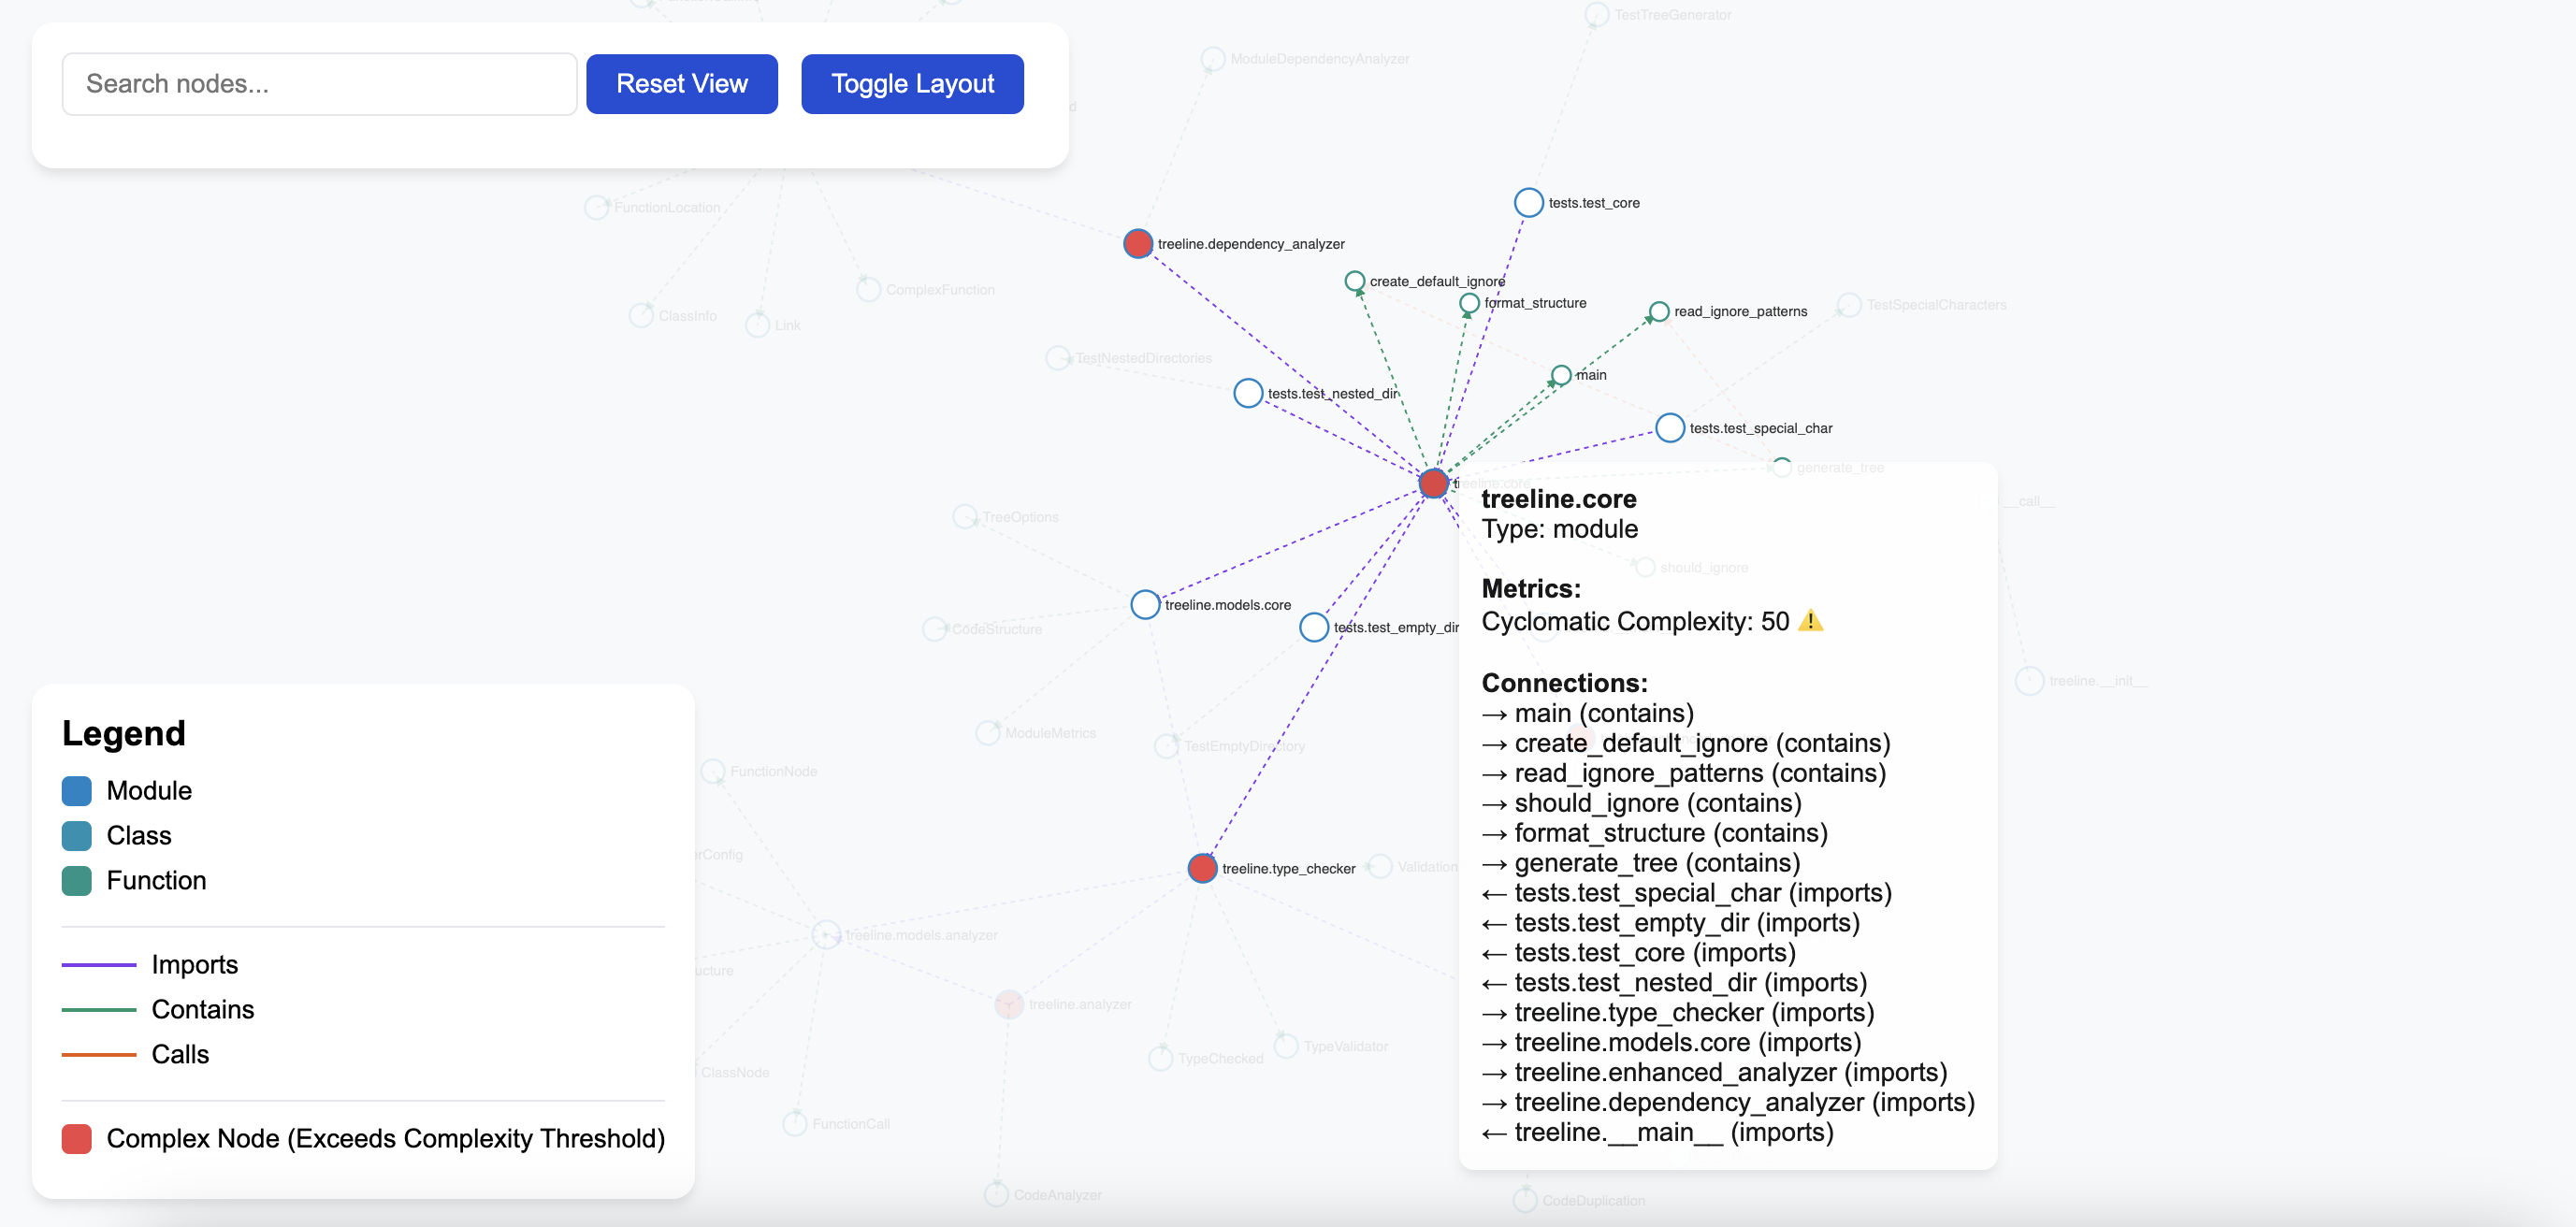 TestTreeGenerator
ModuleDependencyAnalyzer
Search nodes...
Reset View
Toggle Layout
d
tests.test_core
FunctionLocation
treeline.dependency_analyzer
create_default_ignore
ComplexFunction
format_structure
TestSpecialCharacters
read_ignore_patterns
ClassInfo
Link
TestNestedDirectories
main
tests.test_nested_dir
tests.test_special_char
generate_tree
treeline.core
treeline.core
Type: module
Metrics:
Cyclomatic Complexity: 50
Connections:
→ main (contains)
→ create_default_ignore (contains)
→ read_ignore_patterns (contains)
→ should_ignore (contains)
→ format_structure (contains)
→ generate_tree (contains)
← tests.test_special_char (imports)
← tests.test_empty_dir (imports)
← tests.test_core (imports)
← tests.test_nested_dir (imports)
→ treeline.type_checker (imports)
→ treeline.models.core (imports)
→ treeline.enhanced_analyzer (imports)
→ treeline.dependency_analyzer (imports)
← treeline.__main__ (imports)
__call__
should_ignore
TreeOptions
treeline.models.core
CodeStructure
tests.test_empty_dir
treeline.__init__
ModuleMetrics
TestEmptyDirectory
FunctionNode
erConfig
treeline.type_checker
Validation
treeline.models.analyzer
ucture
treeline.analyzer
TypeChecked
TypeValidator
ClassNode
FunctionCall
CodeAnalyzer
CodeDuplication
Legend
Module
Class
Function
Imports
Contains
Calls
Complex Node (Exceeds Complexity Threshold)